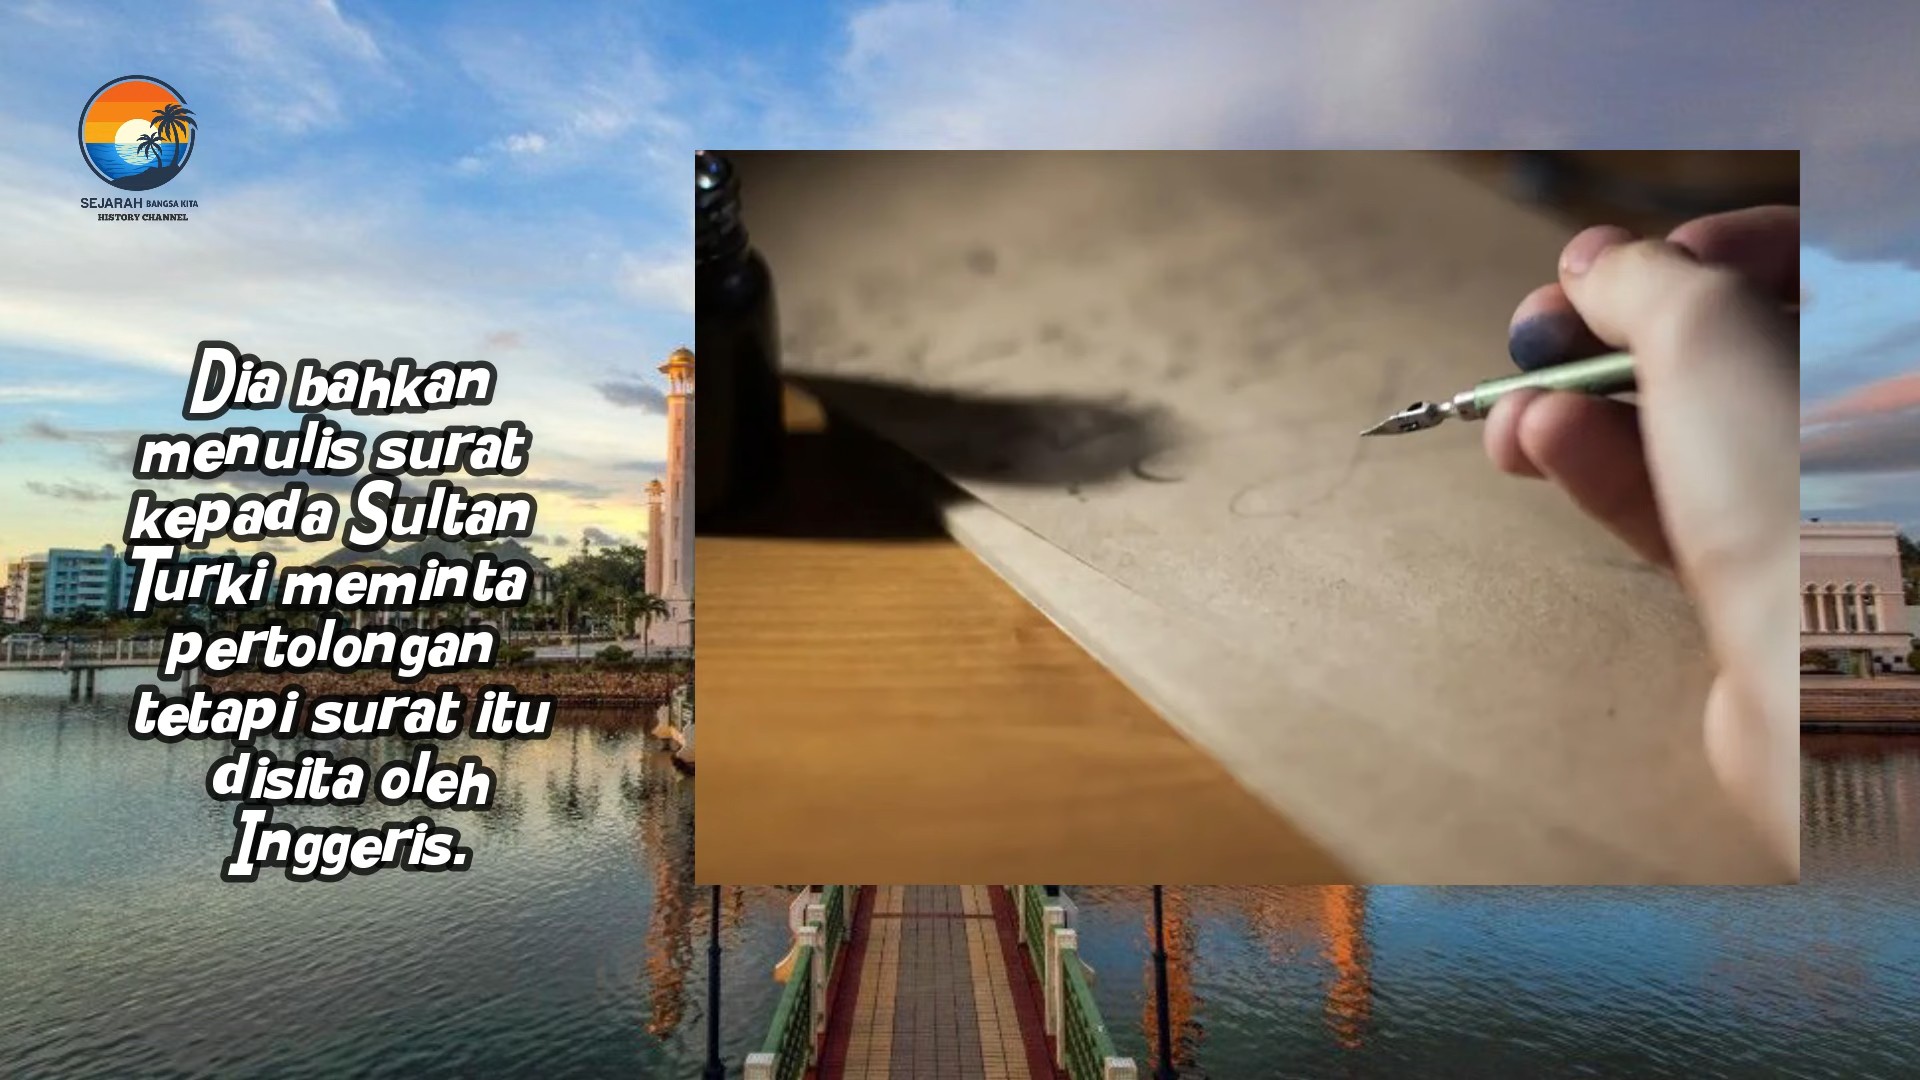 SEJARAH BANGSA KITA
HISTORY CHANNEL
Dia bahkan
menulis surat
kepada Sultan
Turki meminta
pertolongan
tetapi surat itu
disita oleh
Inggeris.